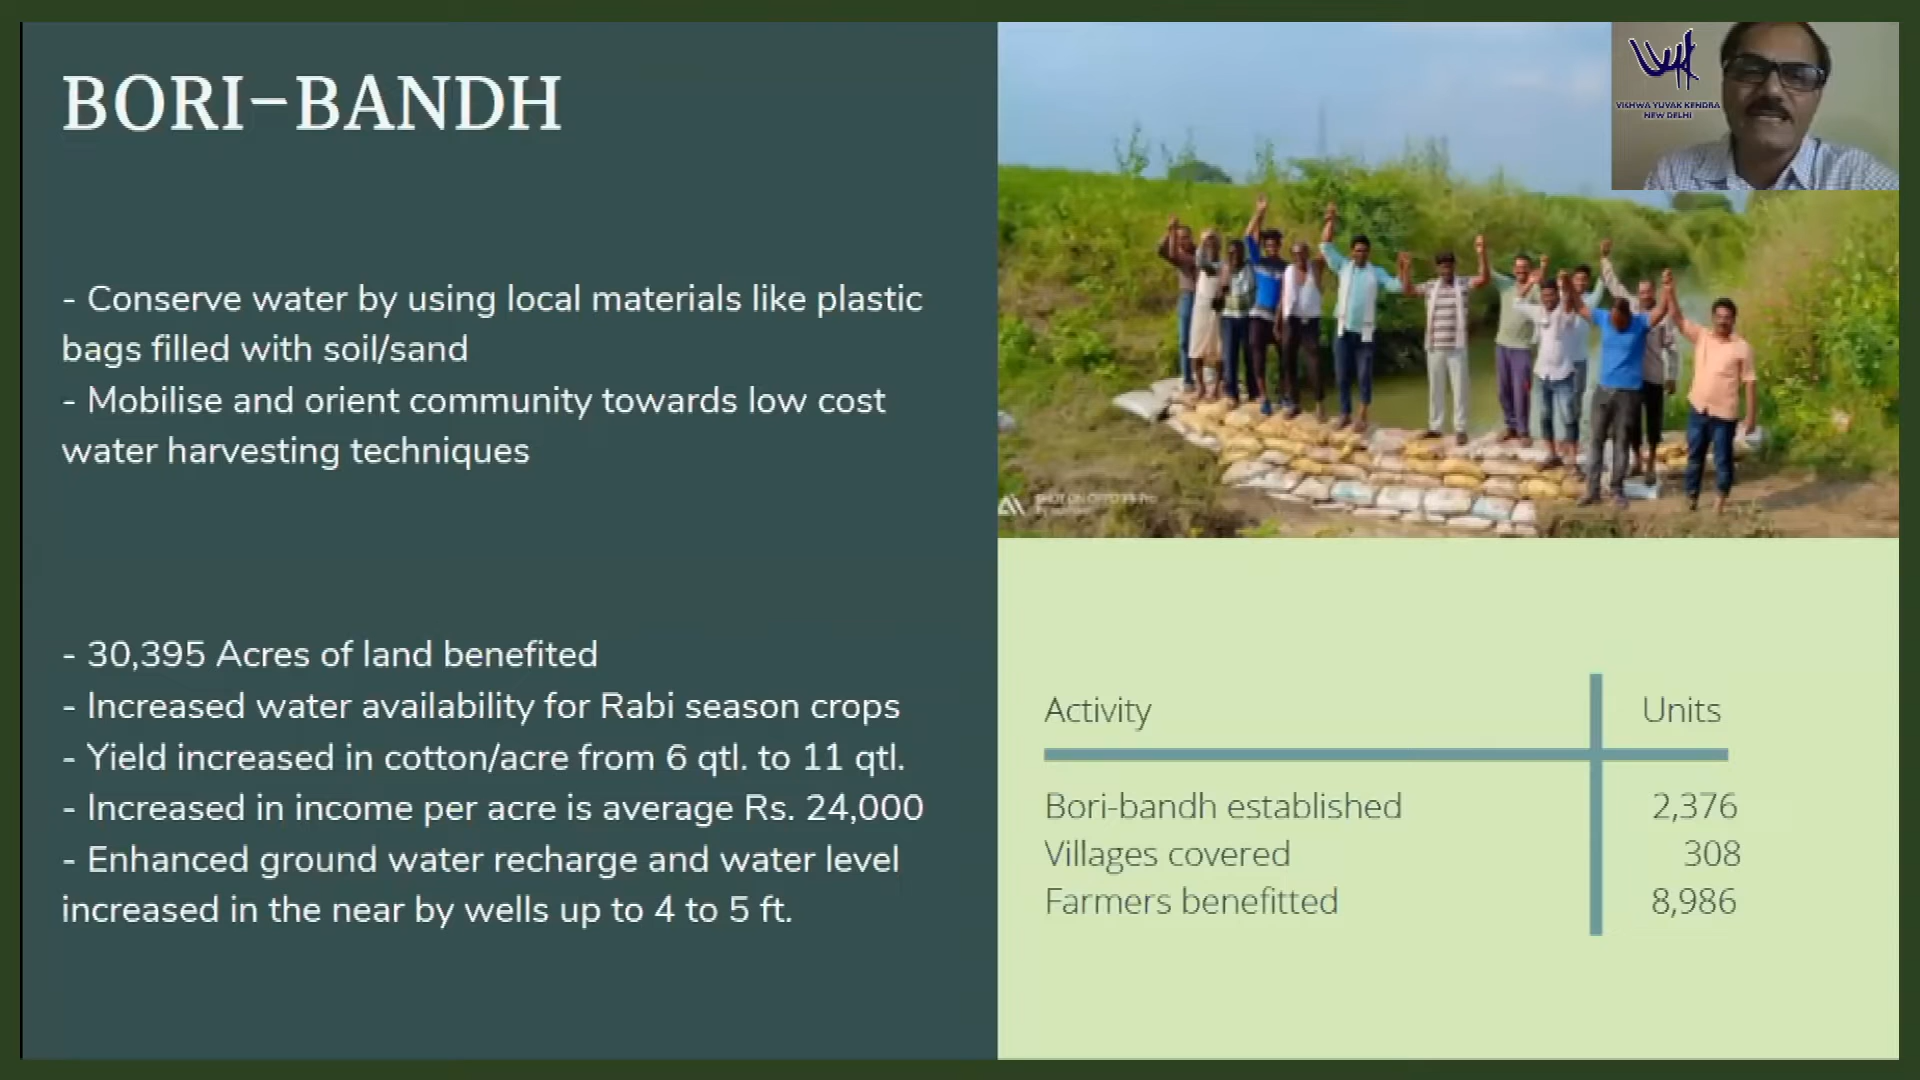 BORI-BANDH
- Conserve water by using local materials like plastic
bags filled with soil/sand
- Mobilise and orient community towards low cost
water harvesting techniques
- 30,395 Acres of land benefited
- Increased water availability for Rabi season crops
- Yield increased in cotton/acre from 6 qtl. to 11 qtl.
- Increased in income per acre is average Rs. 24,000
- Enhanced ground water recharge and water level
increased in the near by wells up to 4 to 5 ft.
VISHWA YUVAK KENDRA
NEW DELHI
Activity Units
Bori-bandh established 2,376
Villages covered 308
Farmers benefitted 8,986